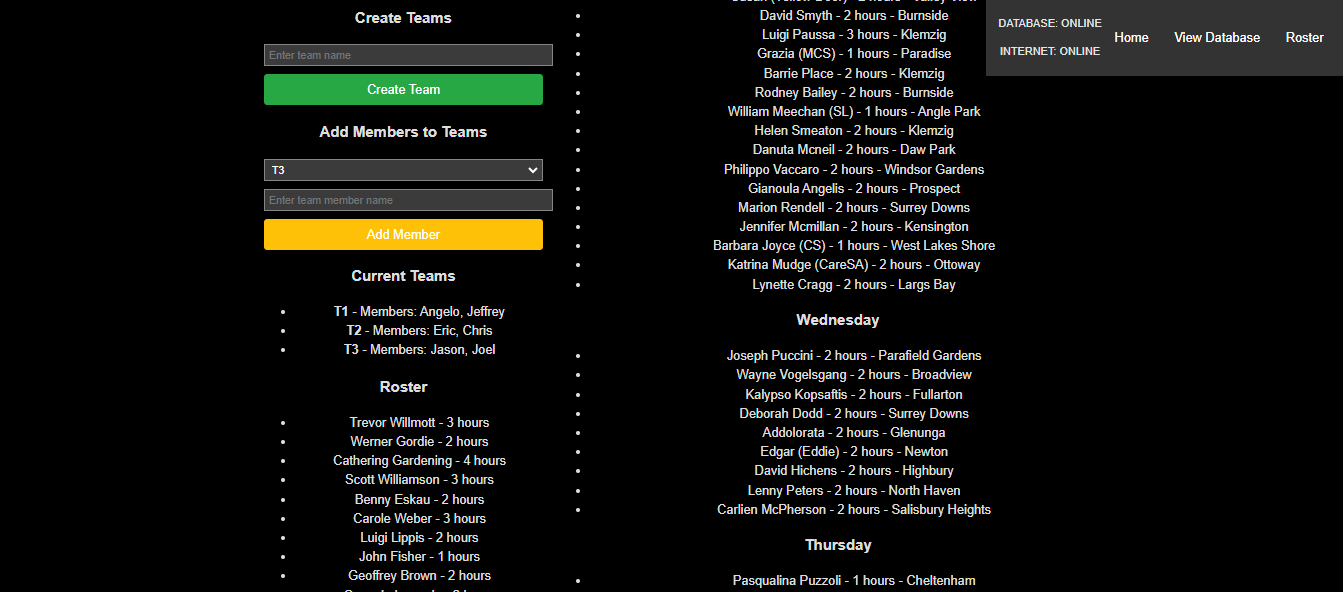 Create Teams
Enter team name
Create Team
Add Members to Teams
T3
Enter team member name
Add Member
Current Teams
T1 - Members: Angelo, Jeffrey
T2 - Members: Eric, Chris
T3 - Members: Jason, Joel
Roster
Trevor Willmott - 3 hours
Werner Gordie - 2 hours
Cathering Gardening - 4 hours
Scott Williamson - 3 hours
Benny Eskau - 2 hours
Carole Weber - 3 hours
Luigi Lippis - 2 hours
John Fisher - 1 hours
Geoffrey Brown - 2 hours
David Smyth - 2 hours - Burnside
Luigi Paussa - 3 hours - Klemzig
Grazia (MCS) - 1 hours - Paradise
Barrie Place - 2 hours - Klemzig
Rodney Bailey - 2 hours - Burnside
William Meechan (SL) - 1 hours - Angle Park
Helen Smeaton - 2 hours - Klemzig
Danuta Mcneil - 2 hours - Daw Park
Philippo Vaccaro - 2 hours - Windsor Gardens
Gianoula Angelis - 2 hours - Prospect
Marion Rendell - 2 hours - Surrey Downs
Jennifer Mcmillan - 2 hours - Kensington
Barbara Joyce (CS) - 1 hours - West Lakes Shore
Katrina Mudge (CareSA) - 2 hours - Ottoway
Lynette Cragg - 2 hours - Largs Bay
Wednesday
Joseph Puccini - 2 hours - Parafield Gardens
Wayne Vogelsgang - 2 hours - Broadview
Kalypso Kopsaftis - 2 hours - Fullarton
Deborah Dodd - 2 hours - Surrey Downs
Addolorata - 2 hours - Glenunga
Edgar (Eddie) - 2 hours - Newton
David Hichens - 2 hours - Highbury
Lenny Peters - 2 hours - North Haven
Carlien McPherson - 2 hours - Salisbury Heights
Thursday
Pasqualina Puzzoli - 1 hours - Cheltenham
DATABASE: ONLINE
INTERNET: ONLINE
Home
View Database
Roster